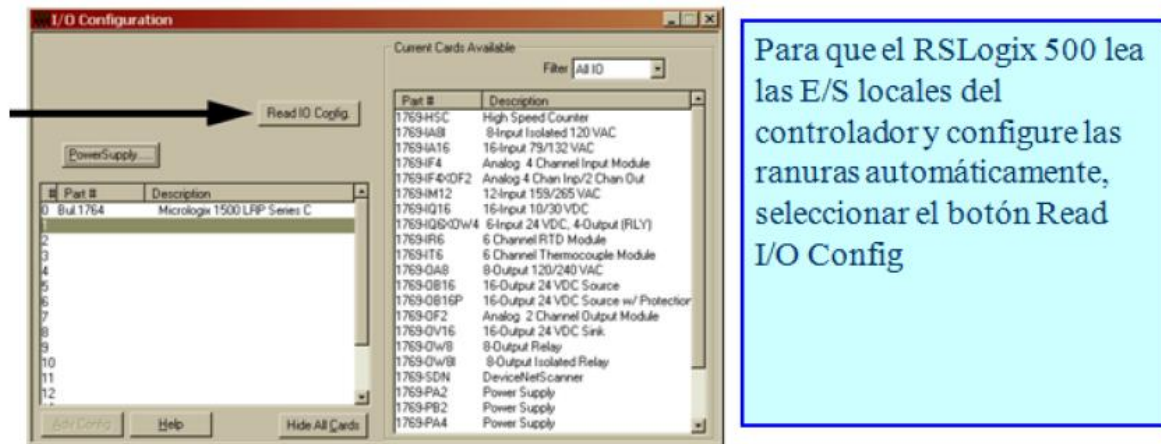 I/O Configuration
Current Cards Available
Filter All IO
Read IO Config.
PowerSupply....
# Part # Description
0 Bul.1764 Micrologix 1500 LRP Series C
1
2
3
4
5
6
7
8
9
10
11
12
Adv Config Help Hide All Cards
Part # Description
1769-HSC High Speed Counter
1769-IA8I 8-Input Isolated 120 VAC
1769-IA16 16-Input 79/132 VAC
1769-IF4 Analog 4 Channel Input Module
1769-IF4XOF2 Analog 4 Chan Inp/2 Chan Out
1769-IM12 12-Input 159/265 VAC
1769-IQ16 16-Input 10/30 VDC
1769-IQ6XOW4 6-Input 24 VDC, 4-Output (RLY)
1769-IR6 6 Channel RTD Module
1769-IT6 6 Channel Thermocouple Module
1769-OA8 8-Output 120/240 VAC
1769-OB16 16-Output 24 VDC Source
1769-OB16P 16-Output 24 VDC Source w/ Protection
1769-OF2 Analog 2 Channel Output Module
1769-OV16 16-Output 24 VDC Sink
1769-OW8 8-Output Relay
1769-OW8I 8-Output Isolated Relay
1769-SDN DeviceNetScanner
1769-PA2 Power Supply
1769-PB2 Power Supply
1769-PA4 Power Supply
Para que el RSLogix 500 lea
las E/S locales del
controlador y configure las
ranuras automáticamente,
seleccionar el botón Read
I/O Config